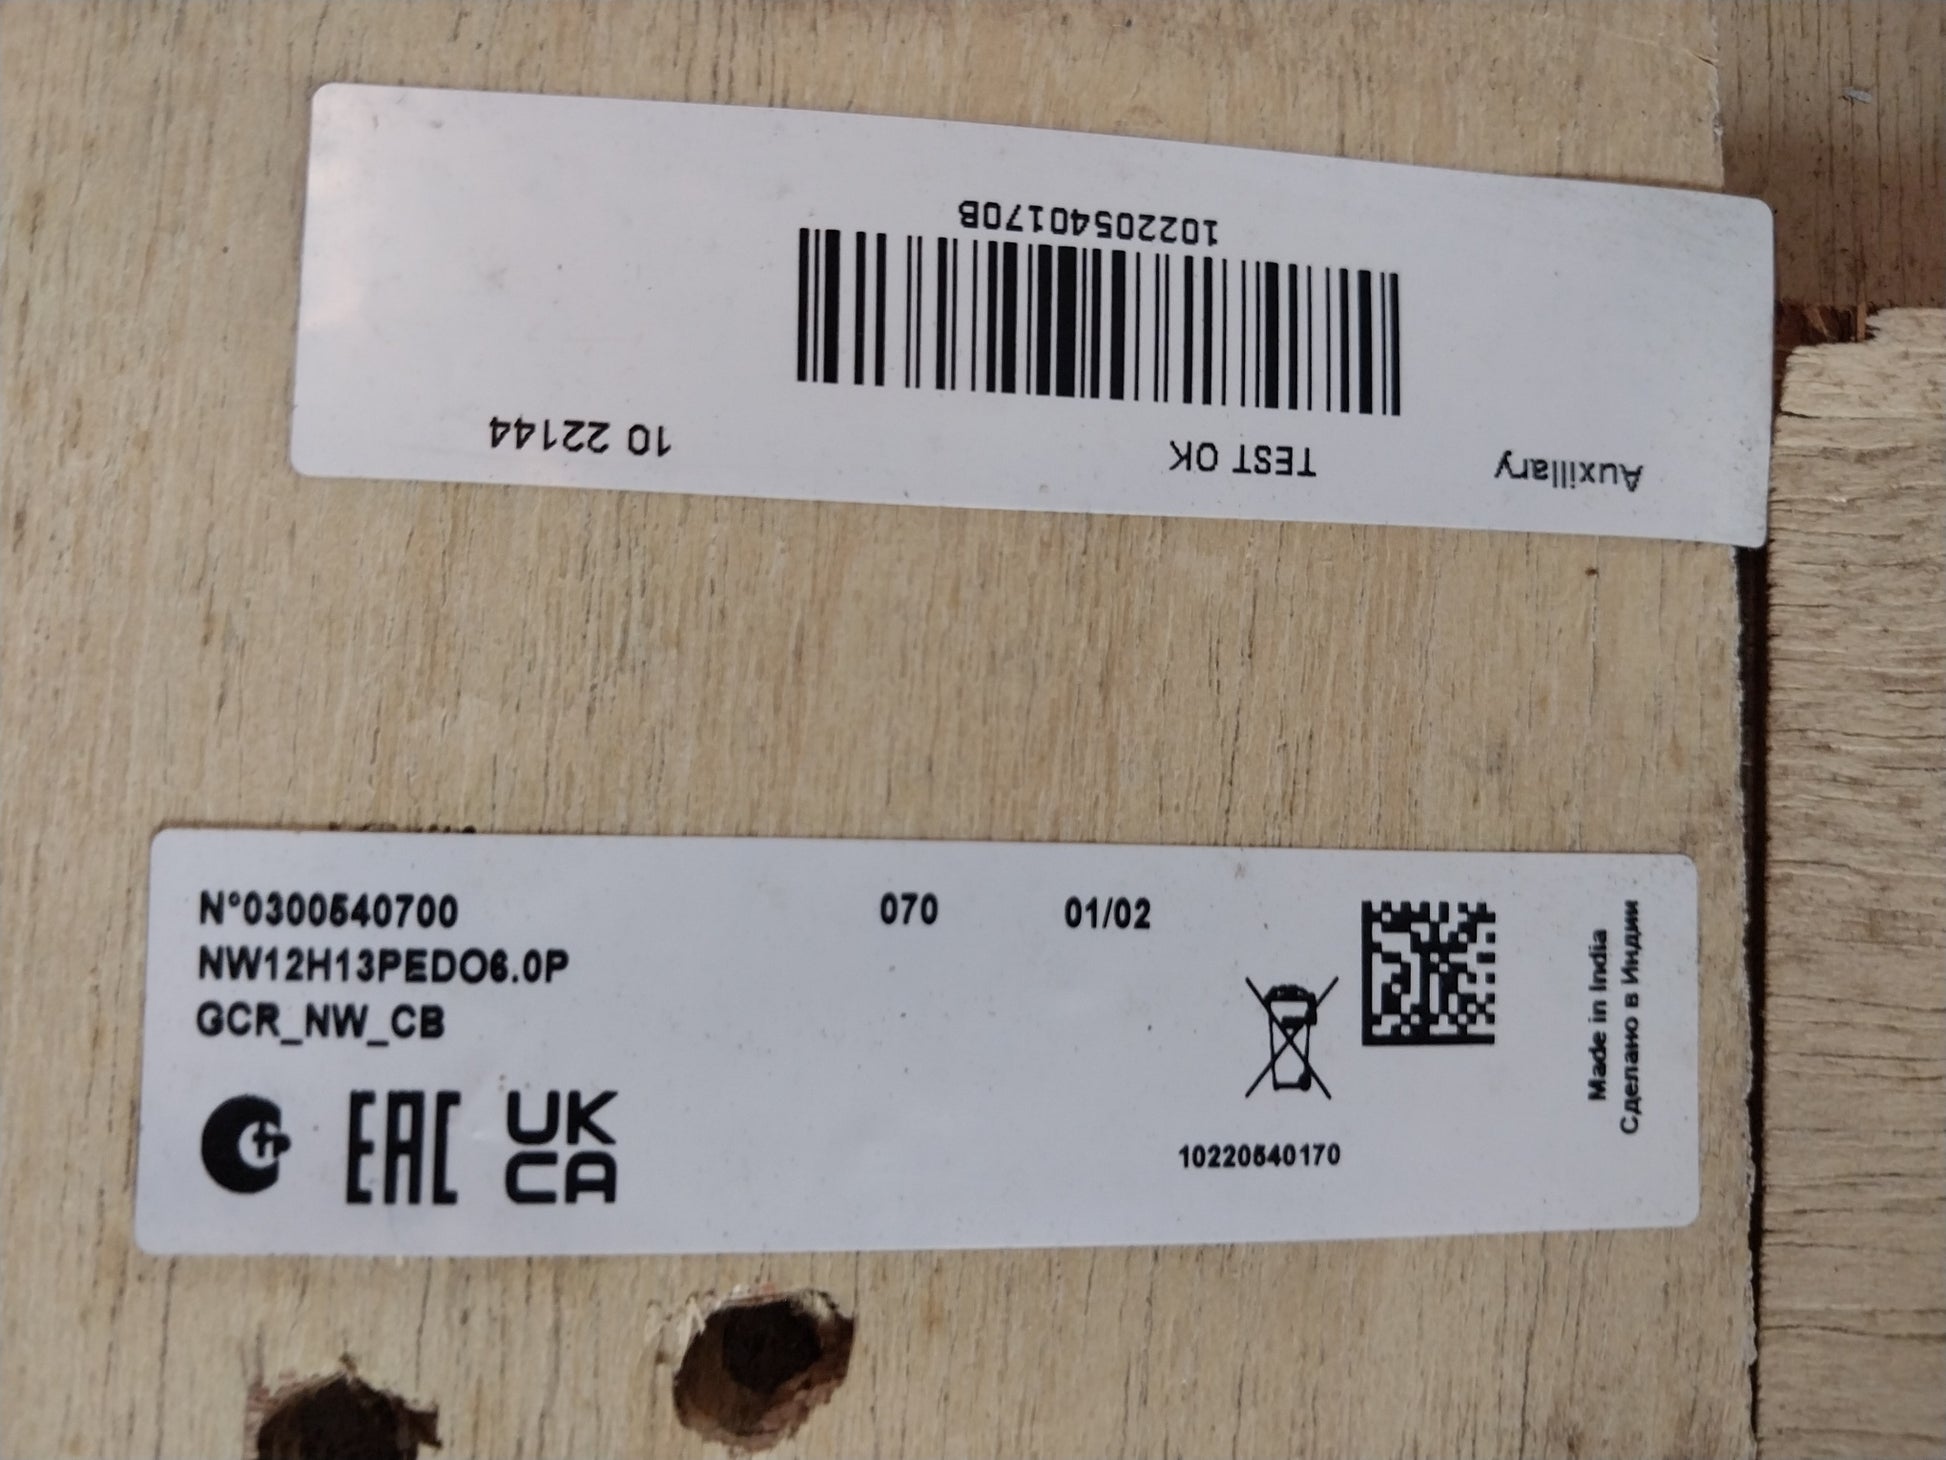 10220540170B
Auxiliary
TEST OK
10 22144
N°0300540700
070
01/02
NW12H13PEDO6.0P
GCR_NW_CB
EAC
UK
CA
10220540170
Made in India
Сделано в Индии